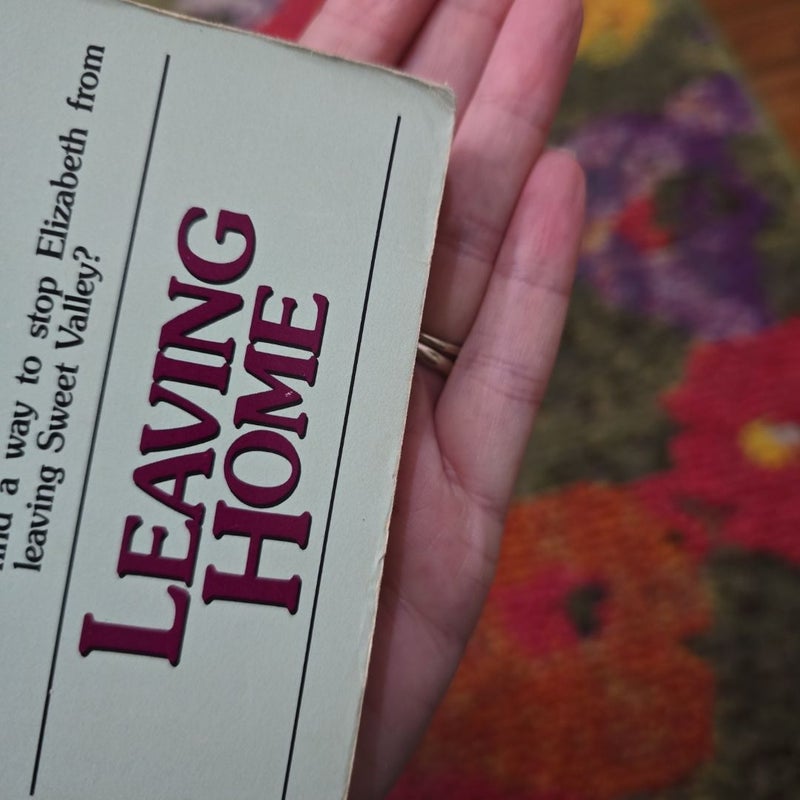 a way to stop Elizabeth from
leaving Sweet Valley?
LEAVING
HOME